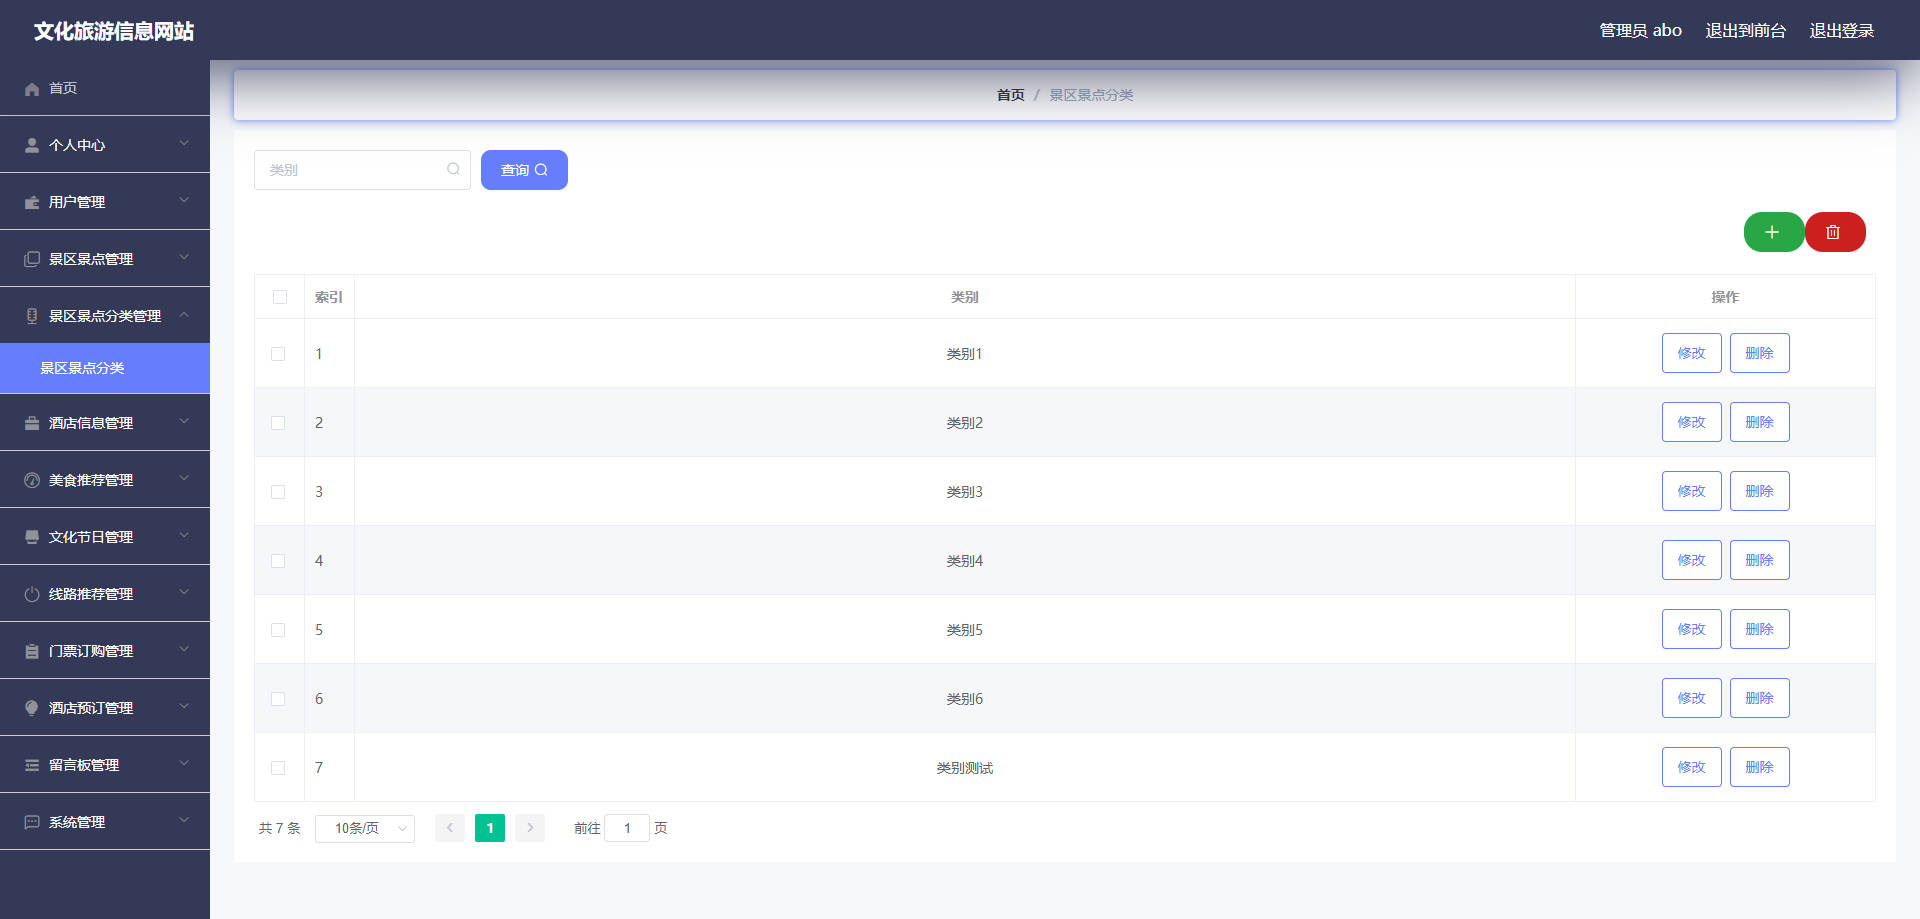 文化旅游信息网站
管理员 abo 退出到前台 退出登录
首页
个人中心
用户管理
景区景点管理
景区景点分类管理
景区景点分类
酒店信息管理
美食推荐管理
文化节日管理
线路推荐管理
门票订购管理
酒店预订管理
留言板管理
系统管理
首页 / 景区景点分类
类别 查询
索引 类别 操作
1 类别1 修改 删除
2 类别2 修改 删除
3 类别3 修改 删除
4 类别4 修改 删除
5 类别5 修改 删除
6 类别6 修改 删除
7 类别测试 修改 删除
共 7 条 10条/页 1 前往 1 页